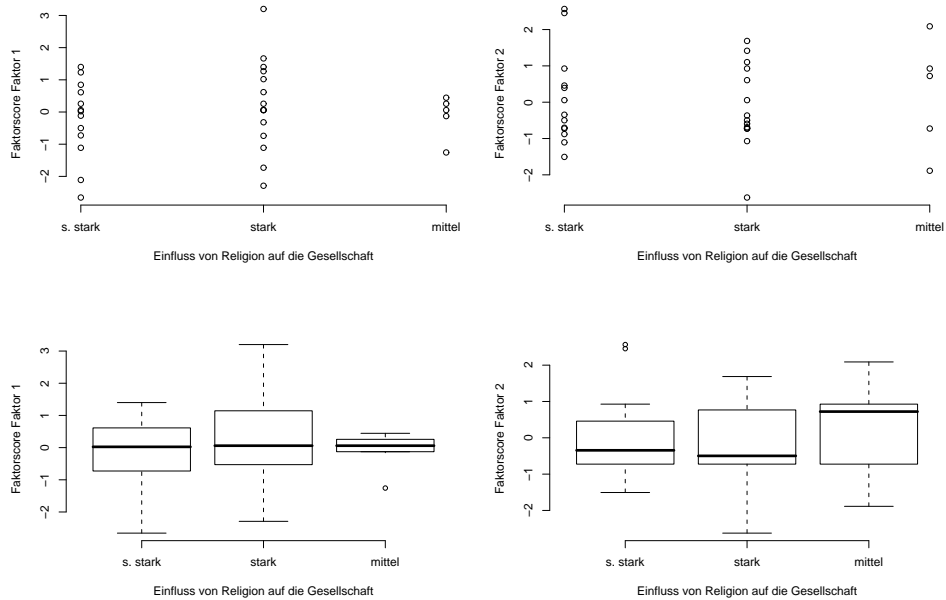 Faktorscore Faktor 1
3
2
1
0
−1
−2
s. stark
stark
mittel
Einfluss von Religion auf die Gesellschaft
Faktorscore Faktor 2
2
1
0
−1
−2
s. stark
stark
mittel
Einfluss von Religion auf die Gesellschaft
Faktorscore Faktor 1
3
2
1
0
−1
−2
s. stark
stark
mittel
Einfluss von Religion auf die Gesellschaft
Faktorscore Faktor 2
2
1
0
−1
−2
s. stark
stark
mittel
Einfluss von Religion auf die Gesellschaft